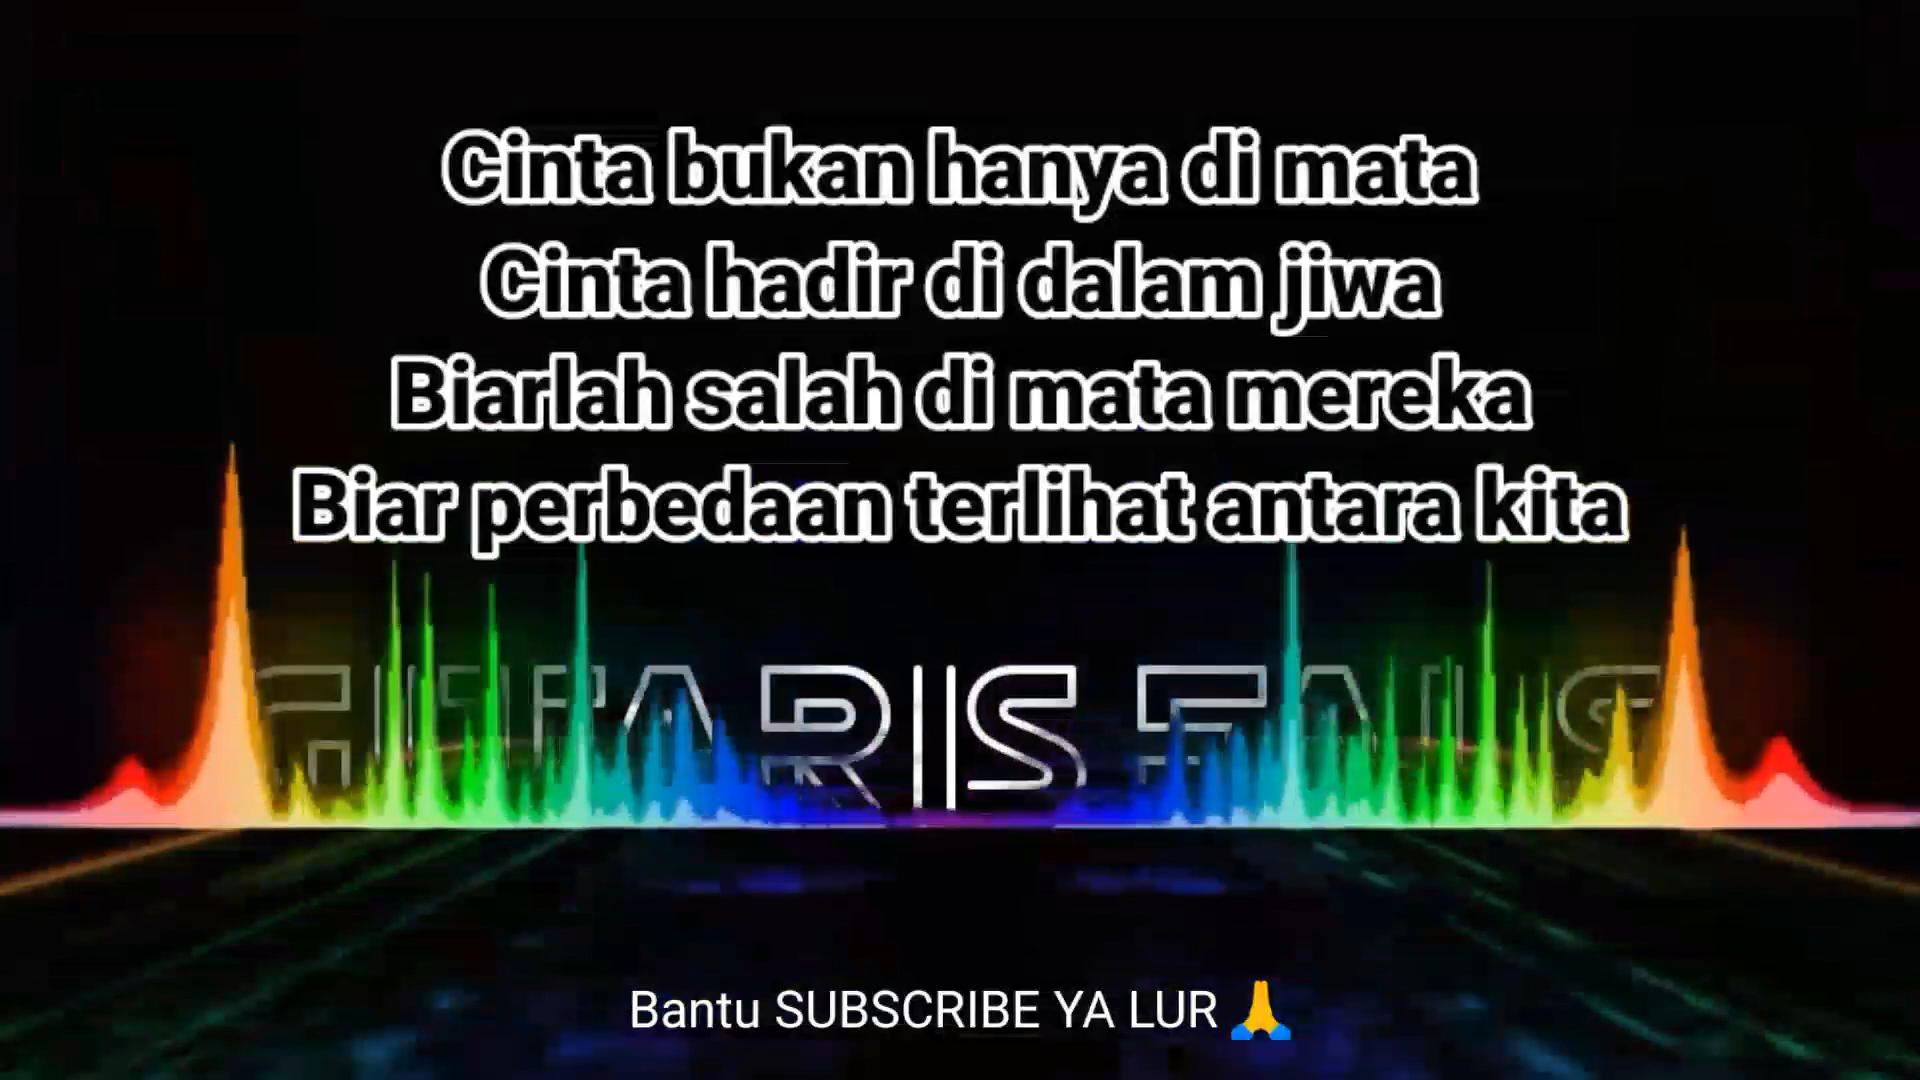 Cinta bukan hanya di mata
Cinta hadir di dalam jiwa
Biarlah salah di mata mereka
Biar perbedaan terlihat antara kita
Bantu SUBSCRIBE YA LUR 🙏